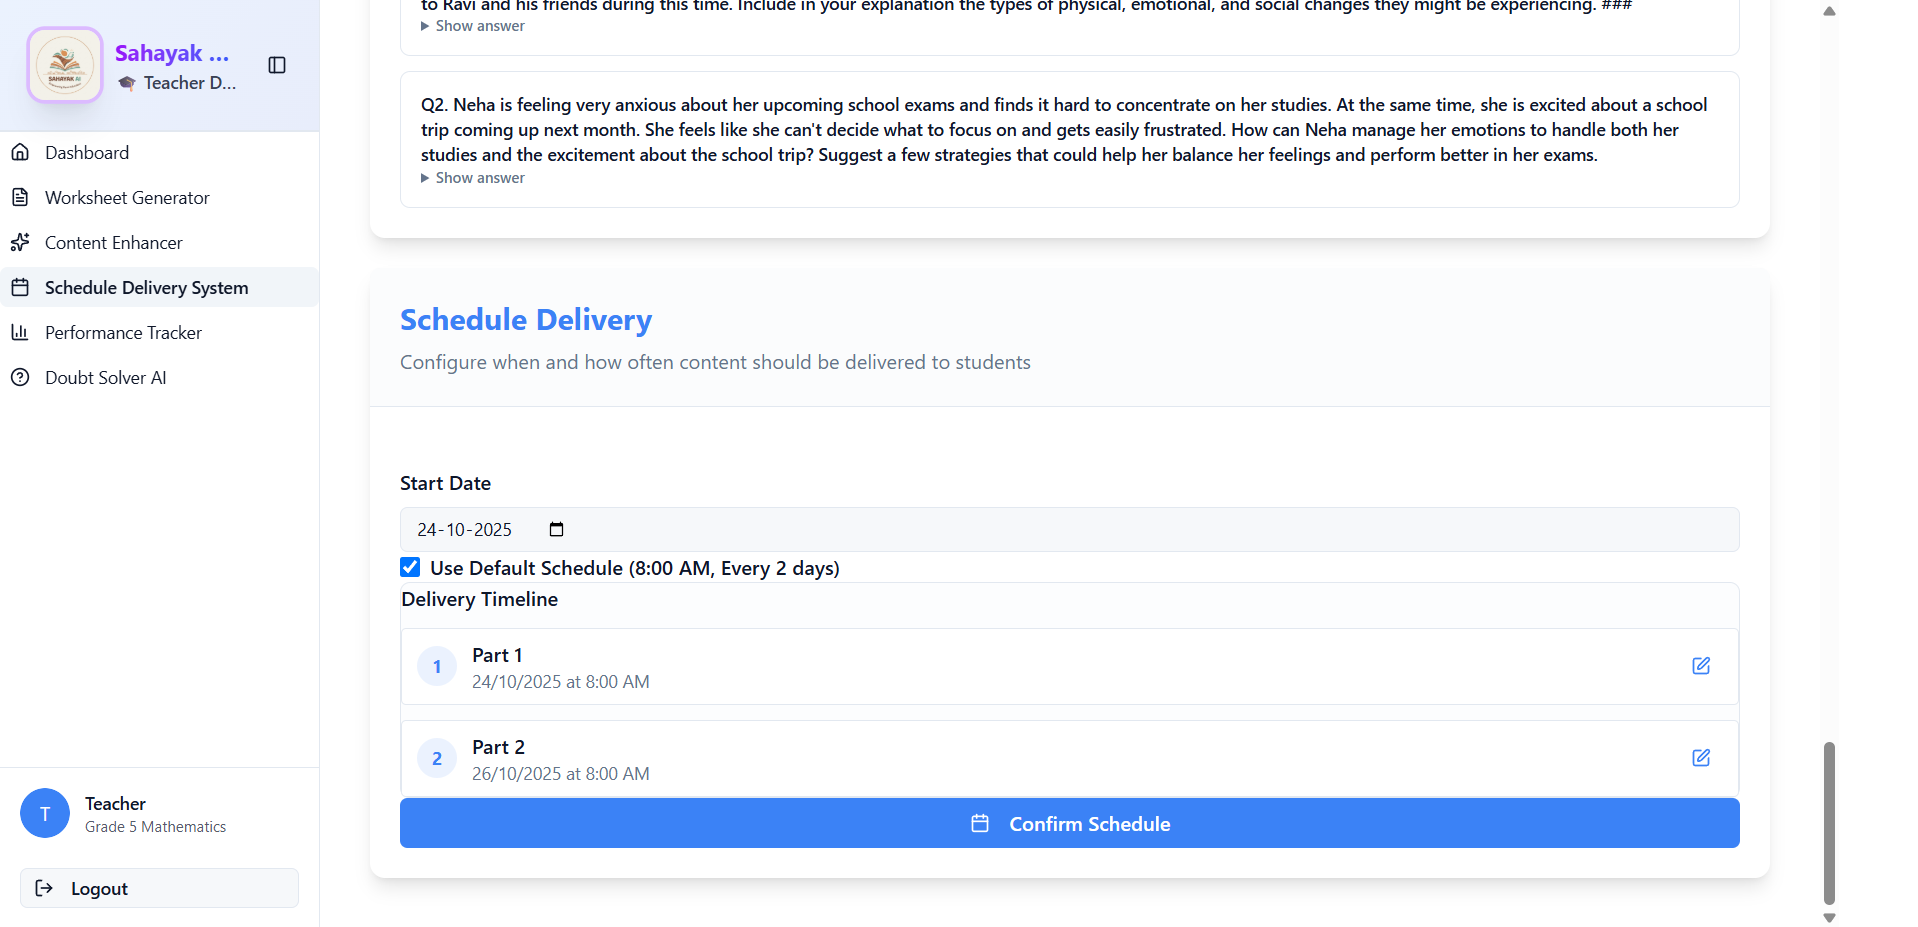 Sahayak ...
Teacher D...
Dashboard
Worksheet Generator
Content Enhancer
Schedule Delivery System
Performance Tracker
Doubt Solver AI
Teacher
T
Grade 5 Mathematics
Logout
to Ravi and his friends during this time. Include in your explanation the types of physical, emotional, and social changes they might be experiencing. ###
Show answer
Q2. Neha is feeling very anxious about her upcoming school exams and finds it hard to concentrate on her studies. At the same time, she is excited about a school
trip coming up next month. She feels like she can't decide what to focus on and gets easily frustrated. How can Neha manage her emotions to handle both her
studies and the excitement about the school trip? Suggest a few strategies that could help her balance her feelings and perform better in her exams.
Show answer
Schedule Delivery
Configure when and how often content should be delivered to students
Start Date
24-10-2025
Use Default Schedule (8:00 AM, Every 2 days)
Delivery Timeline
1
Part 1
24/10/2025 at 8:00 AM
2
Part 2
26/10/2025 at 8:00 AM
Confirm Schedule
SAHAYAK AI